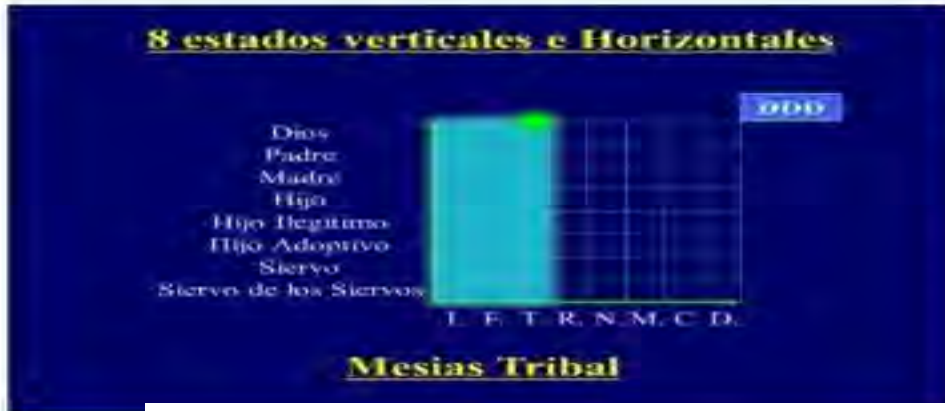 8 estados verticales e Horizontales
DDD
Dios
Padre
Madre
Hijo
Hijo Ilegitimo
Hijo Adoptivo
Siervo
Siervo de los Siervos
I. F. T. R. N. M. C D.
Mesias Tribal